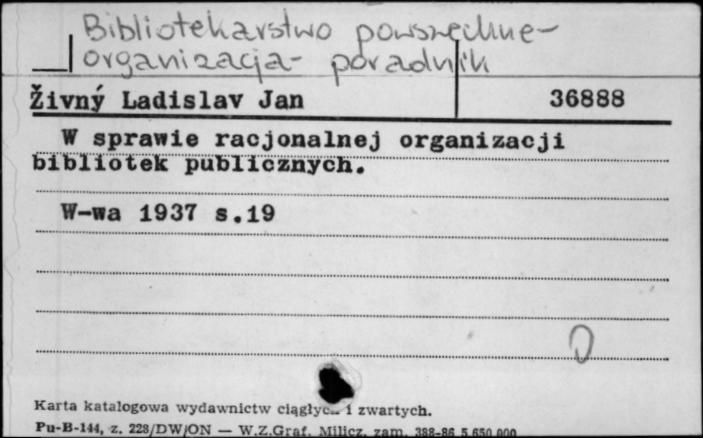 Bibliotekarstwo powszechne-
organizacja- poradnik
Živný Ladislav Jan 36888
W sprawie racjonalnej organizacji
bibliotek publicznych.
W-wa 1937 s.19
Karta katalogowa wydawnictw ciągłych i zwartych.
Pu-B-144, z. 228/DW/ON — W.Z.Graf. Milicz, zam. 388-86 5.650.000